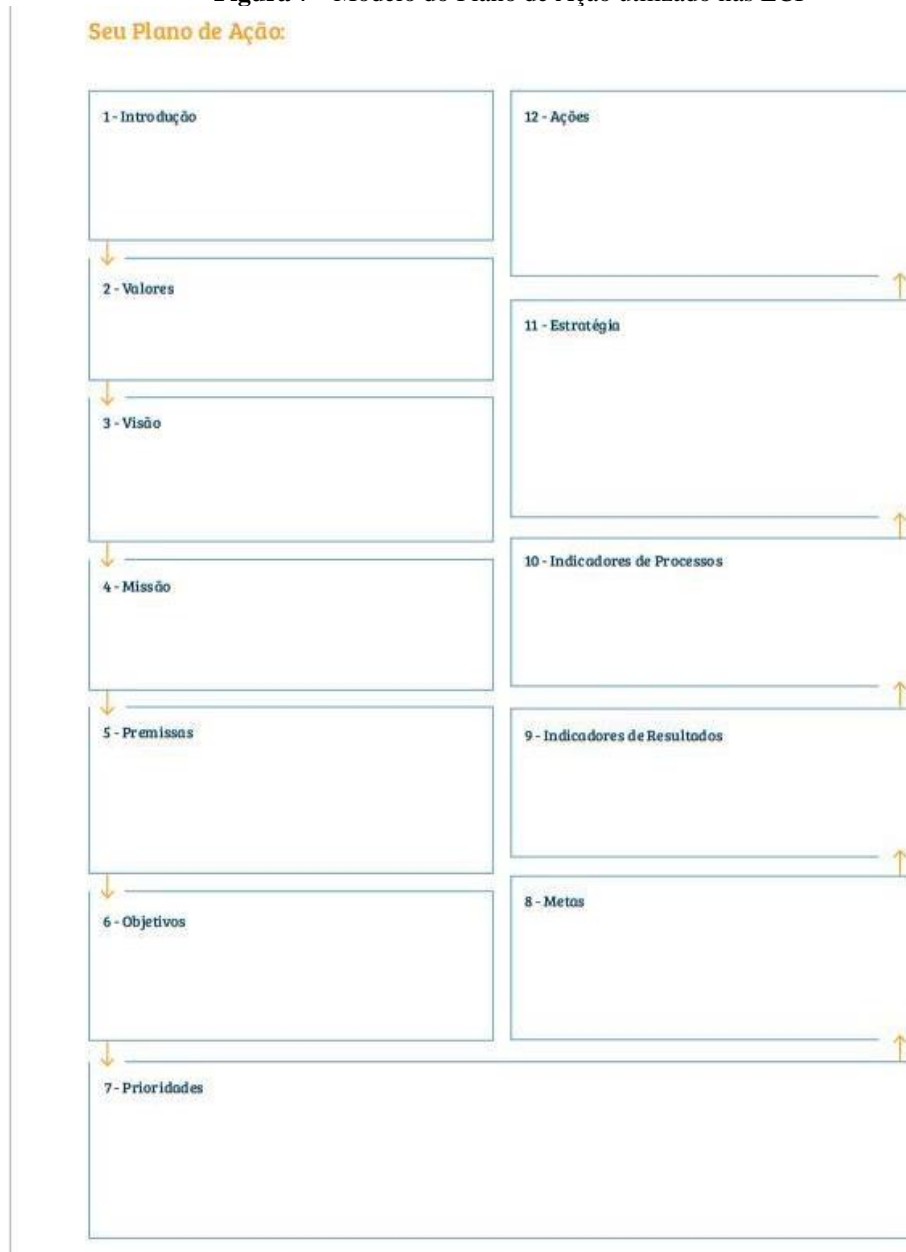 Seu Plano de Ação:
1 - Introdução
2 - Valores
3 - Visão
4 - Missão
5 - Premissas
6 - Objetivos
7 - Prioridades
8 - Metas
9 - Indicadores de Resultados
10 - Indicadores de Processos
11 - Estratégia
12 - Ações